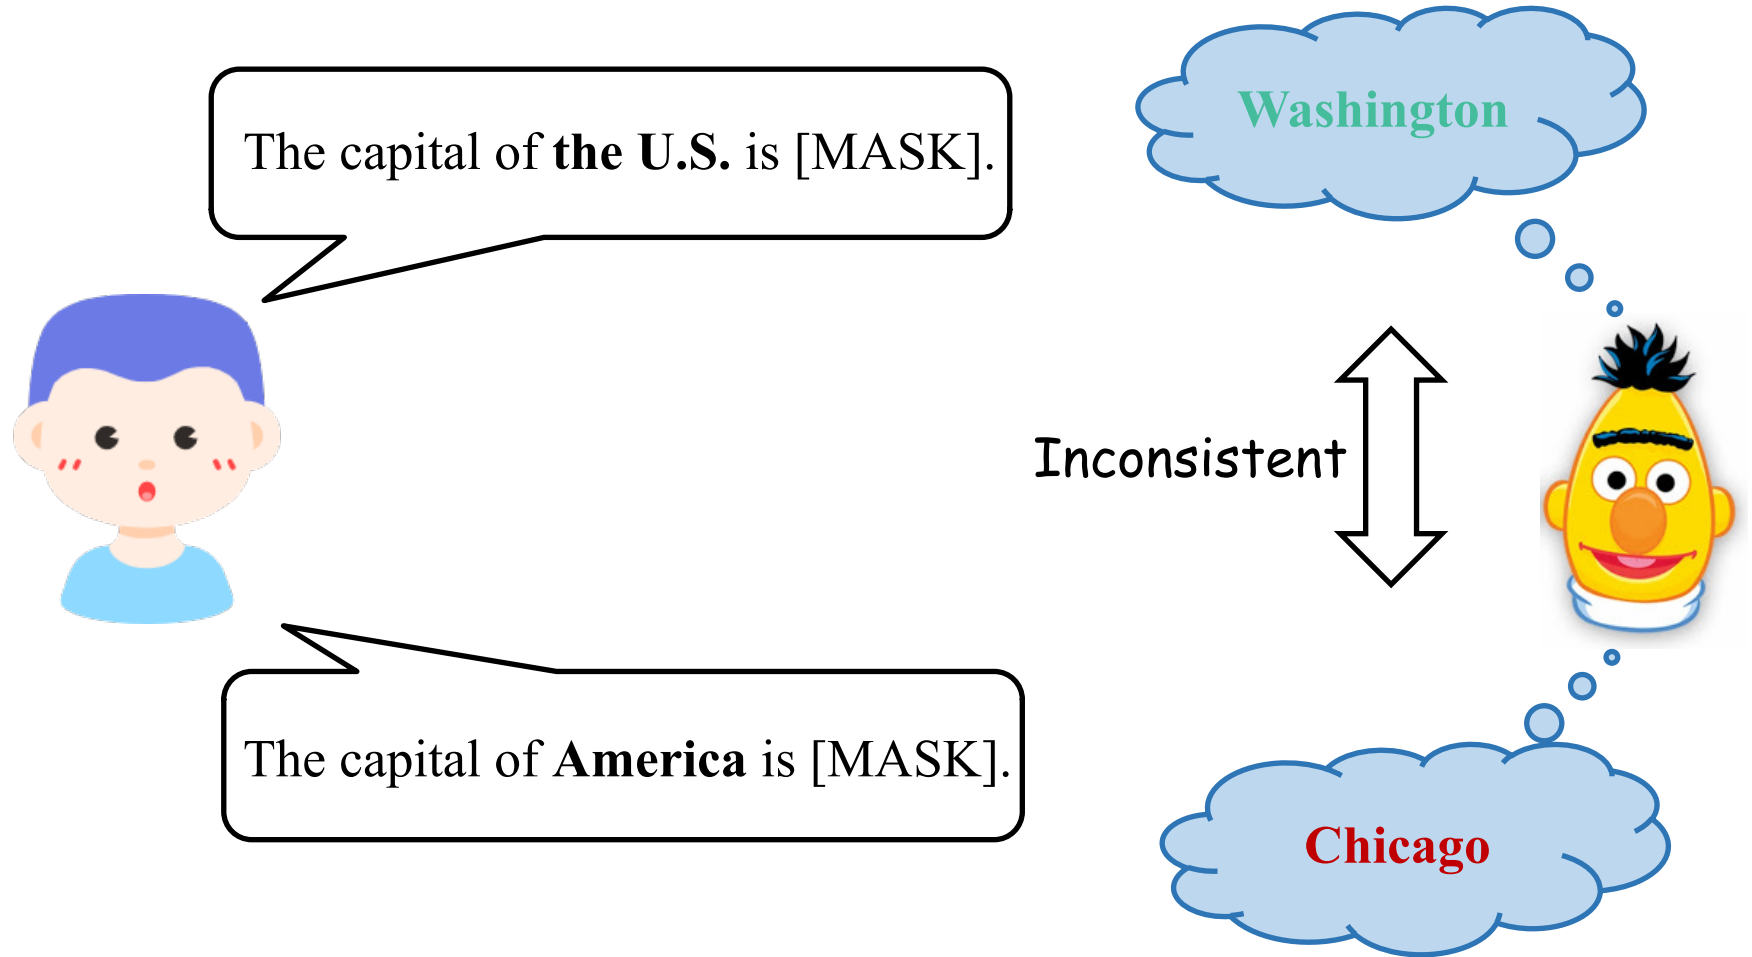 The capital of the U.S. is [MASK].
Washington
Inconsistent
The capital of America is [MASK].
Chicago